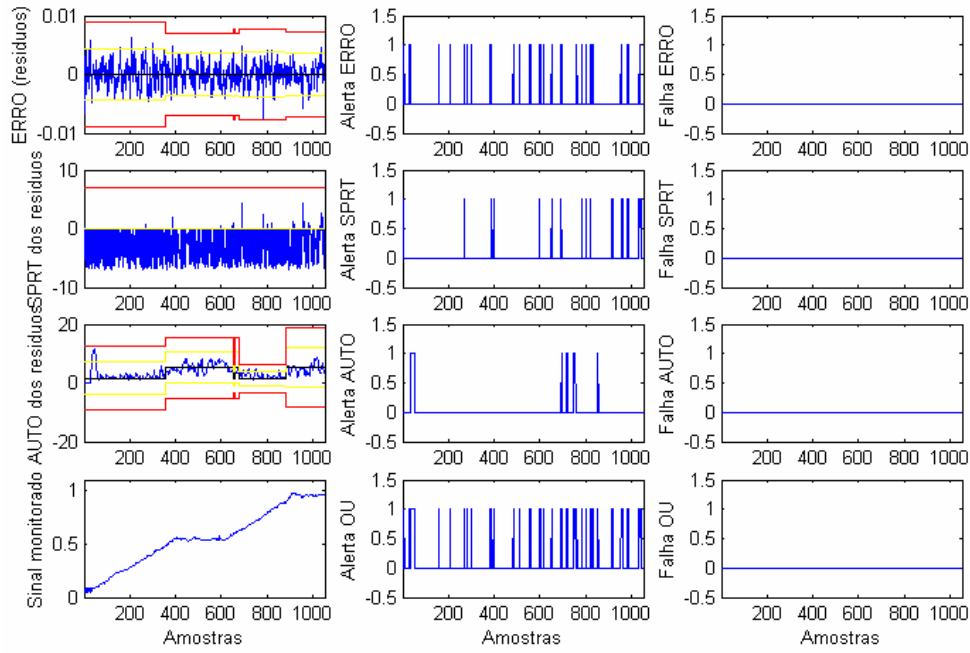 ERRO (residuos)
0.01
0
-0.01
200 400 600 800 1000
Alerta ERRO
1.5
1
0.5
0
-0.5
200 400 600 800 1000
Falha ERRO
1.5
1
0.5
0
-0.5
200 400 600 800 1000
SPRT dos residuos
10
0
-10
200 400 600 800 1000
Alerta SPRT
1.5
1
0.5
0
-0.5
200 400 600 800 1000
Falha SPRT
1.5
1
0.5
0
-0.5
200 400 600 800 1000
AUTO dos residuos
20
0
-20
200 400 600 800 1000
Alerta AUTO
1.5
1
0.5
0
-0.5
200 400 600 800 1000
Falha AUTO
1.5
1
0.5
0
-0.5
200 400 600 800 1000
Sinal monitorado
1
0.5
0
200 400 600 800 1000
Amostras
Alerta OU
1.5
1
0.5
0
-0.5
200 400 600 800 1000
Amostras
Falha OU
1.5
1
0.5
0
-0.5
200 400 600 800 1000
Amostras